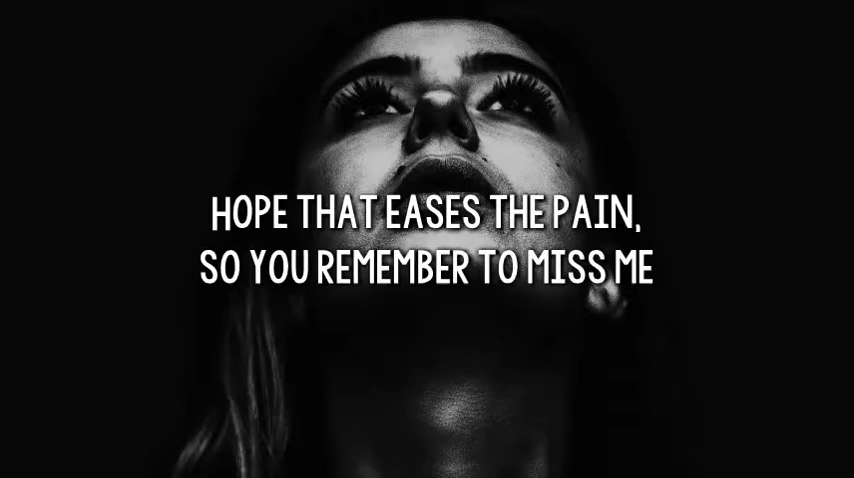 HOPE THAT EASES THE PAIN,
SO YOU REMEMBER TO MISS ME